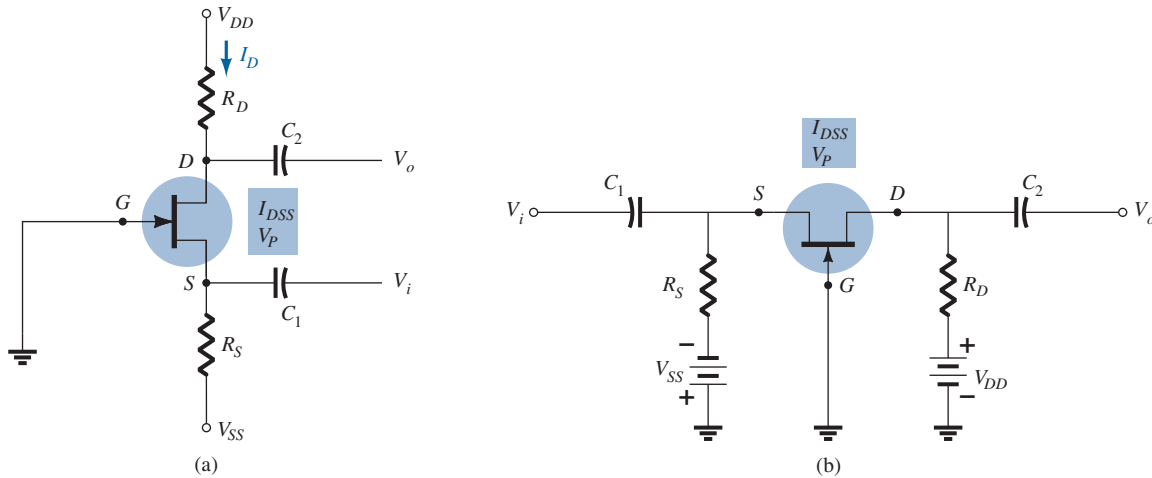 V_DD
I_D
R_D
C_2
D
V_o
G
I_DSS
V_P
S
V_i
C_1
R_S
V_SS
(a)
I_DSS
V_P
C_1
S
D
C_2
V_i
V_o
R_S
G
R_D
−
+
V_SS
V_DD
+
−
(b)